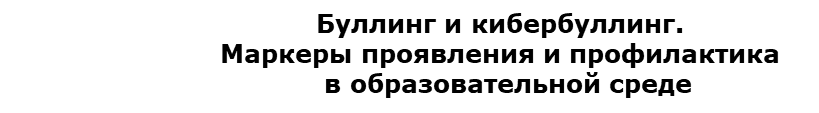 Буллинг и кибербуллинг.
Маркеры проявления и профилактика
в образовательной среде